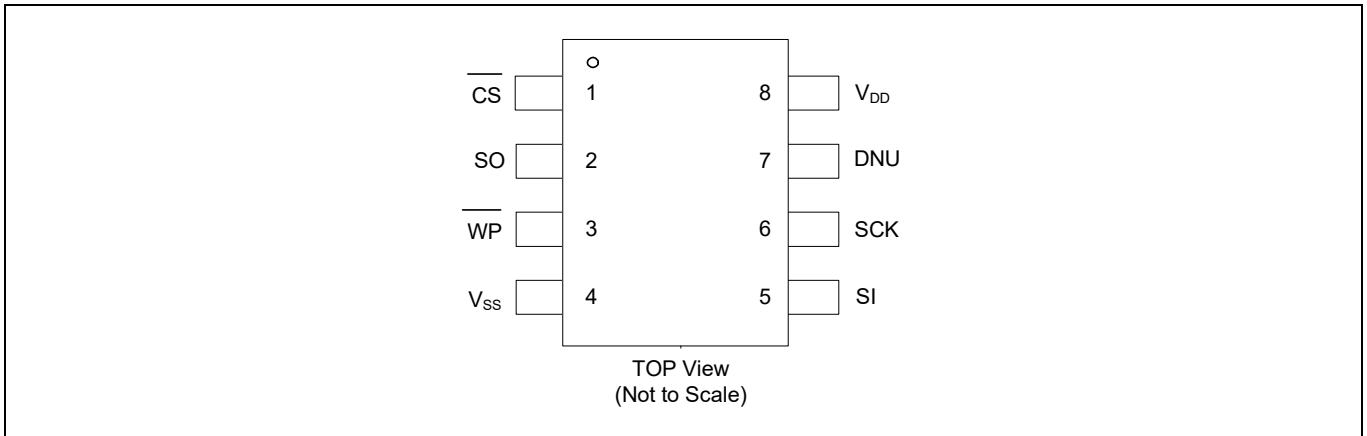 CS 1 8 VDD
SO 2 7 DNU
WP 3 6 SCK
VSS 4 5 SI
TOP View
(Not to Scale)